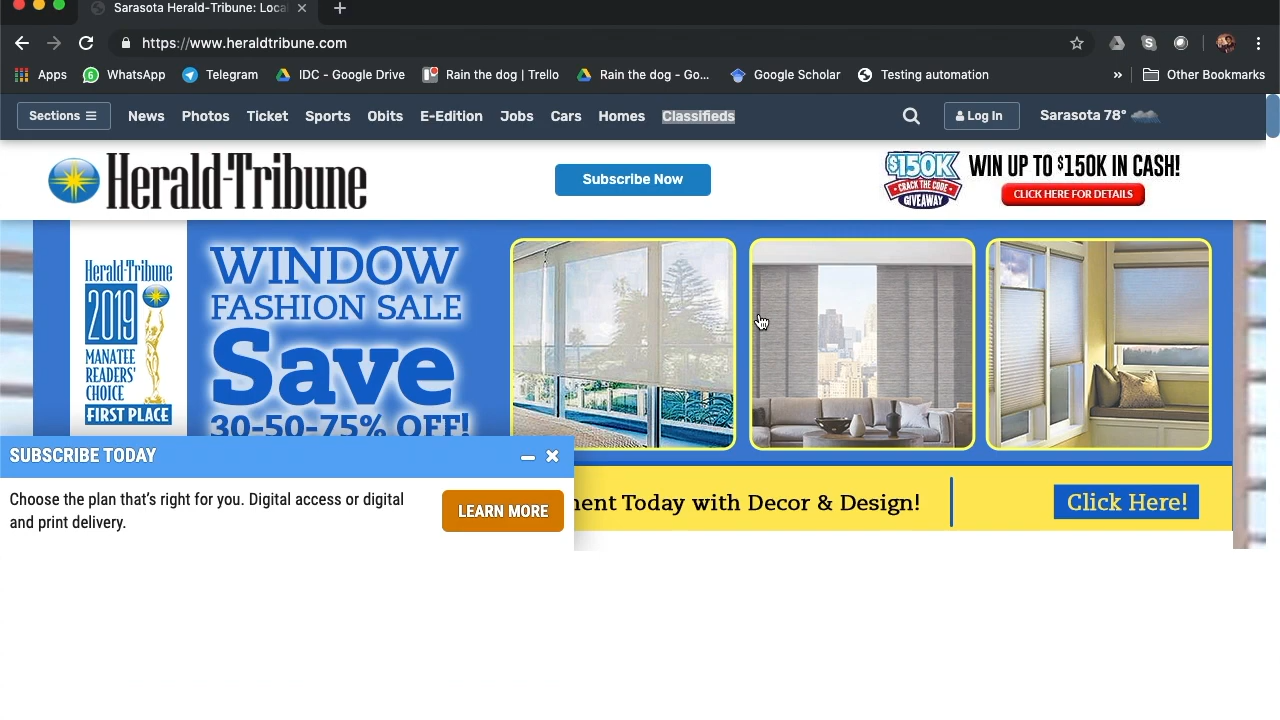 Sarasota Herald-Tribune: Local
https://www.heraldtribune.com
Apps WhatsApp Telegram IDC - Google Drive Rain the dog | Trello Rain the dog - Go... Google Scholar Testing automation » Other Bookmarks
Sections News Photos Ticket Sports Obits E-Edition Jobs Cars Homes Classifieds Log In Sarasota 78°
Herald-Tribune
Subscribe Now
$150K
CRACK THE CODE
GIVEAWAY
WIN UP TO $150K IN CASH!
CLICK HERE FOR DETAILS
Herald-Tribune
2019
MANATEE
READERS'
CHOICE
FIRST PLACE
WINDOW
FASHION SALE
Save
30-50-75% OFF!
SUBSCRIBE TODAY
Choose the plan that's right for you. Digital access or digital
and print delivery.
LEARN MORE
Today with Decor & Design!
Click Here!